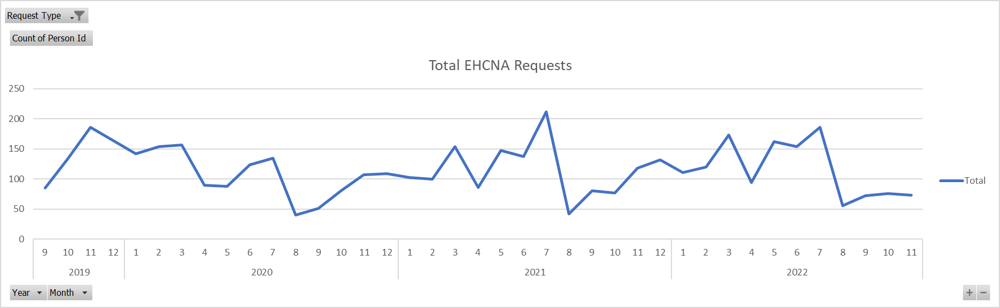 Request Type
Count of Person Id
Total EHCNA Requests
250
200
150
100
50
0
Total
9 10 11 12 1 2 3 4 5 6 7 8 9 10 11 12 1 2 3 4 5 6 7 8 9 10 11 12 1 2 3 4 5 6 7 8 9 10 11
2019 2020 2021 2022
Year Month